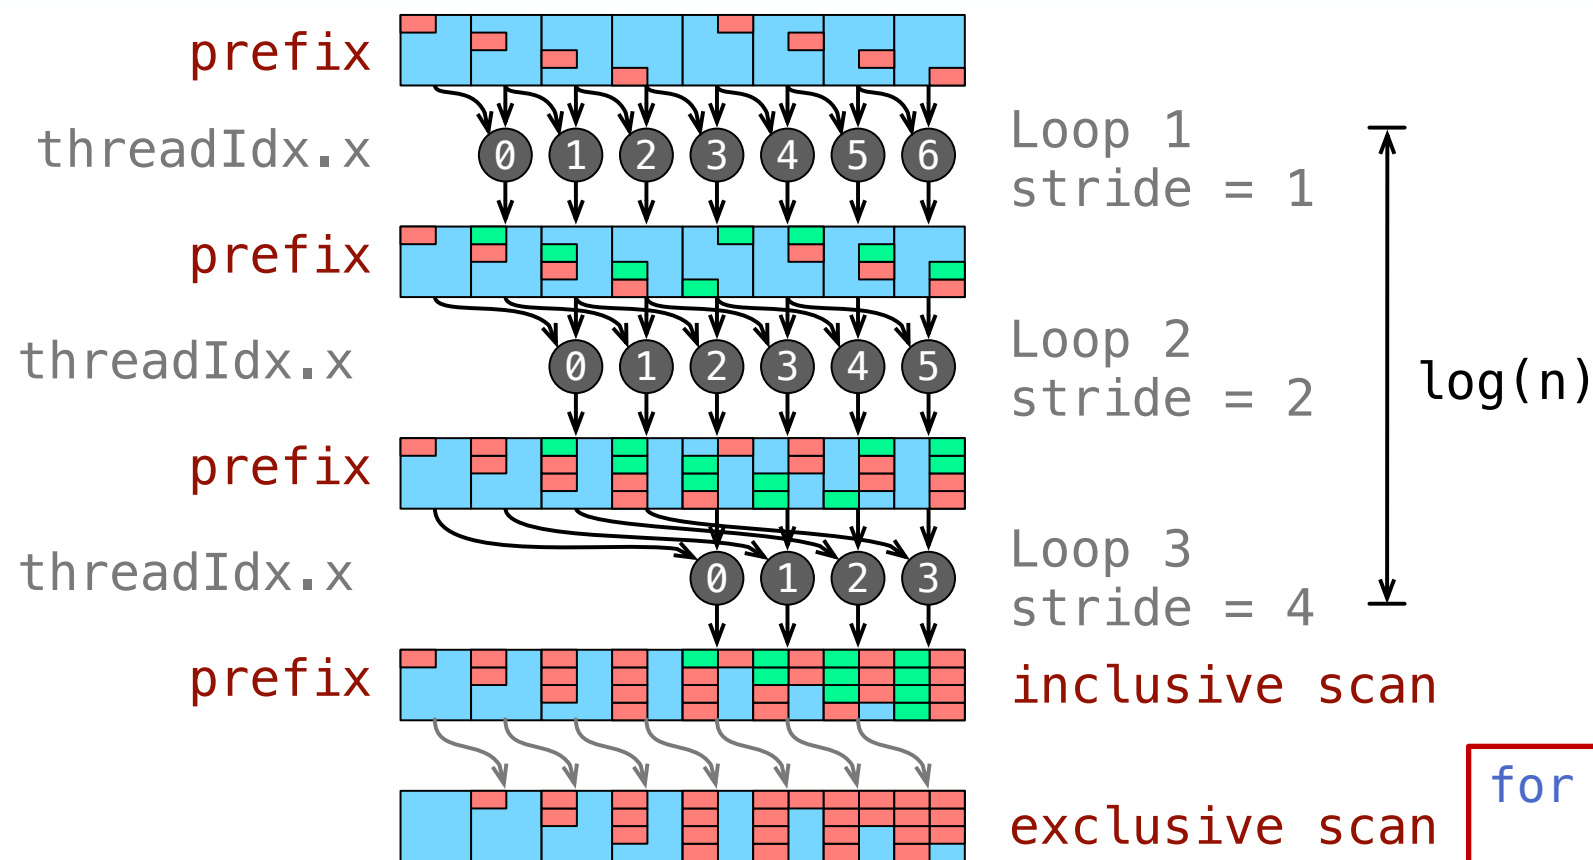 prefix
threadIdx.x 0 1 2 3 4 5 6 Loop 1
stride = 1
prefix
threadIdx.x 0 1 2 3 4 5 Loop 2
stride = 2
log(n)
prefix
threadIdx.x 0 1 2 3 Loop 3
stride = 4
prefix inclusive scan
for
exclusive scan